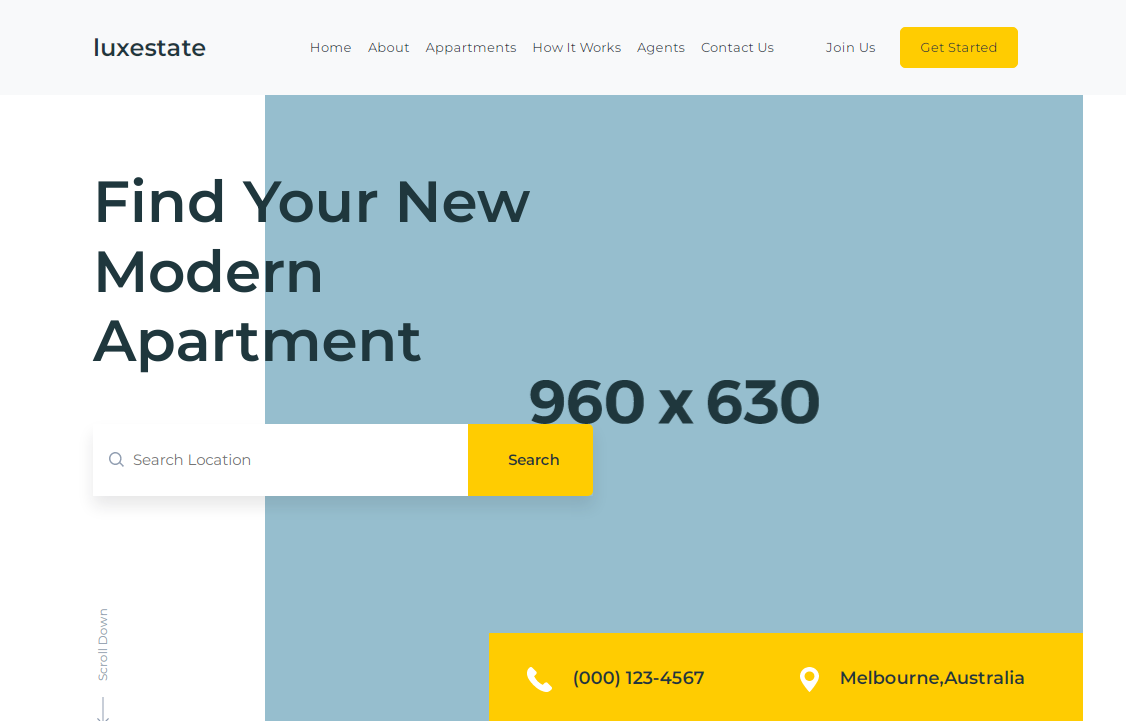 luxestate
Home About Appartments How It Works Agents Contact Us Join Us Get Started
Find Your New
Modern
Apartment
960 x 630
Search Location Search
Scroll Down
(000) 123-4567 Melbourne,Australia